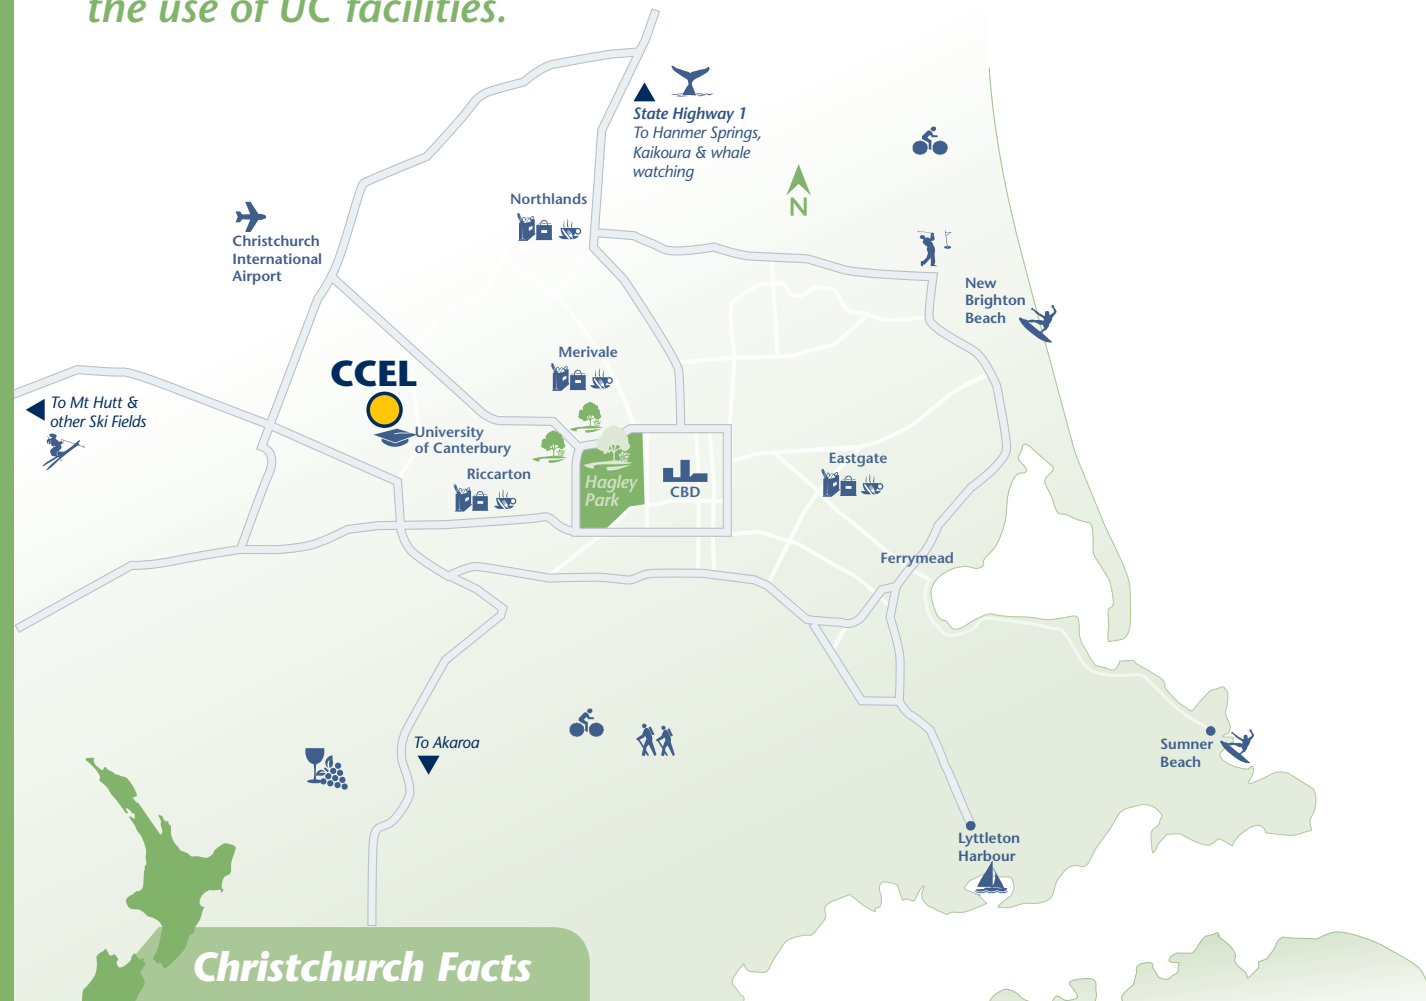 the use of UC facilities.
State Highway 1
To Hanmer Springs,
Kaikoura & whale
watching
N
Northlands
Christchurch
International
Airport
New
Brighton
Beach
Merivale
CCEL
To Mt Hutt &
other Ski Fields
University
of Canterbury
Riccarton
Hagley
Park
CBD
Eastgate
Ferrymead
To Akaroa
Sumner
Beach
Lyttleton
Harbour
Christchurch Facts